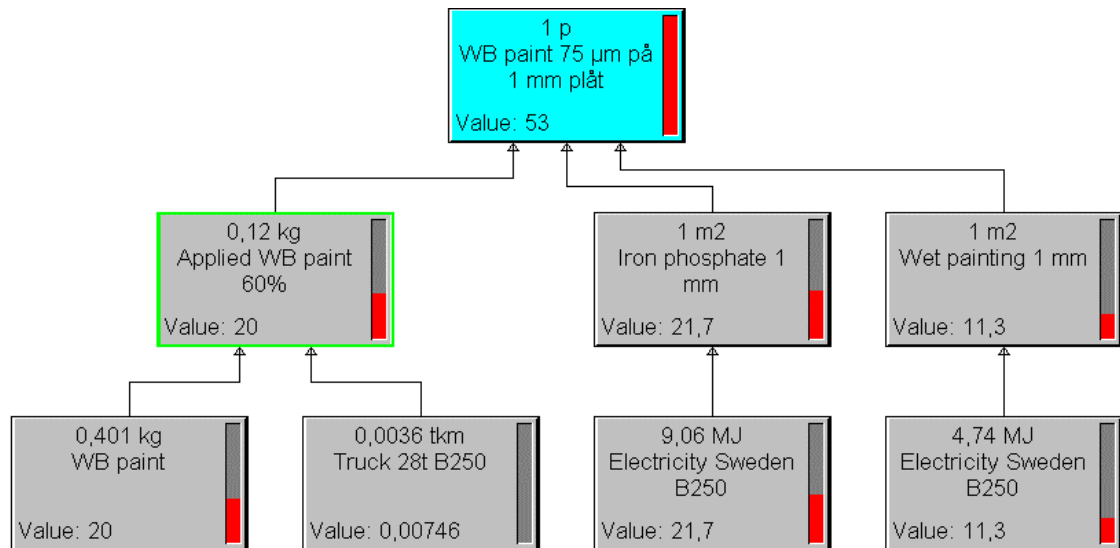 1 p
WB paint 75 µm på
1 mm plåt
Value: 53
0,12 kg
Applied WB paint
60%
Value: 20
1 m2
Iron phosphate 1
mm
Value: 21,7
1 m2
Wet painting 1 mm
Value: 11,3
0,401 kg
WB paint
Value: 20
0,0036 tkm
Truck 28t B250
Value: 0,00746
9,06 MJ
Electricity Sweden
B250
Value: 21,7
4,74 MJ
Electricity Sweden
B250
Value: 11,3